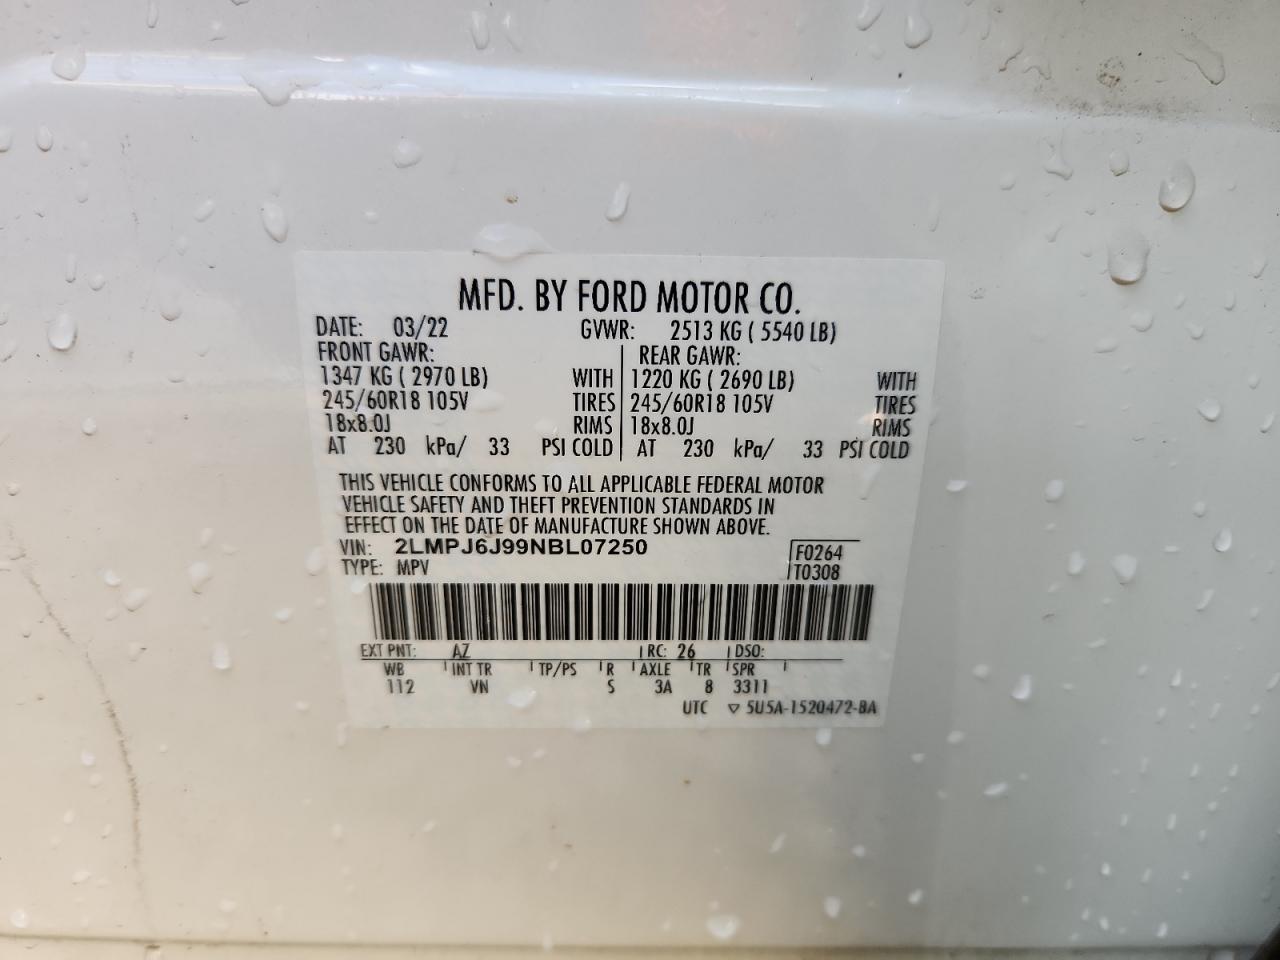 MFD. BY FORD MOTOR CO.
DATE: 03/22 GVWR: 2513 KG ( 5540 LB)
FRONT GAWR: REAR GAWR:
1347 KG ( 2970 LB) WITH 1220 KG ( 2690 LB) WITH
245/60R18 105V TIRES 245/60R18 105V TIRES
18x8.0J RIMS 18x8.0J RIMS
AT 230 kPa/ 33 PSI COLD AT 230 kPa/ 33 PSI COLD
THIS VEHICLE CONFORMS TO ALL APPLICABLE FEDERAL MOTOR
VEHICLE SAFETY AND THEFT PREVENTION STANDARDS IN
EFFECT ON THE DATE OF MANUFACTURE SHOWN ABOVE.
VIN: 2LMPJ6J99NBL07250 F0264
TYPE: MPV T0308
EXT PNT: AZ RC: 26 DSO:
WB INT TR TP/PS R AXLE TR SPR
112 VN S 3A 8 3311
UTC ▽ 5U5A-1520472-BA